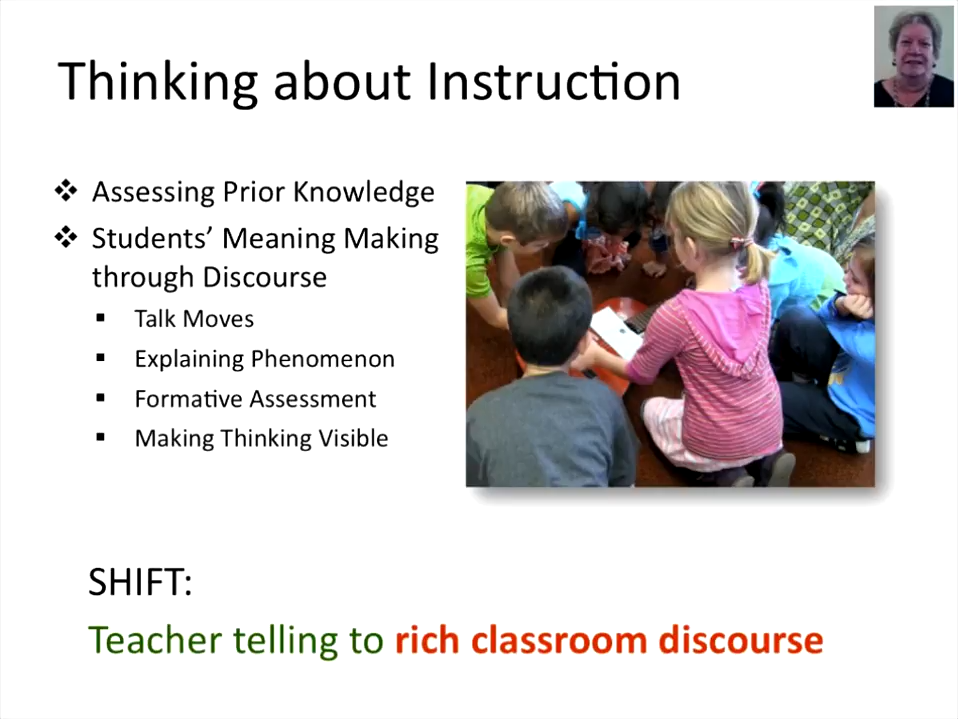 Thinking about Instruction
❖ Assessing Prior Knowledge
❖ Students’ Meaning Making
through Discourse
▪ Talk Moves
▪ Explaining Phenomenon
▪ Formative Assessment
▪ Making Thinking Visible
SHIFT:
Teacher telling to rich classroom discourse